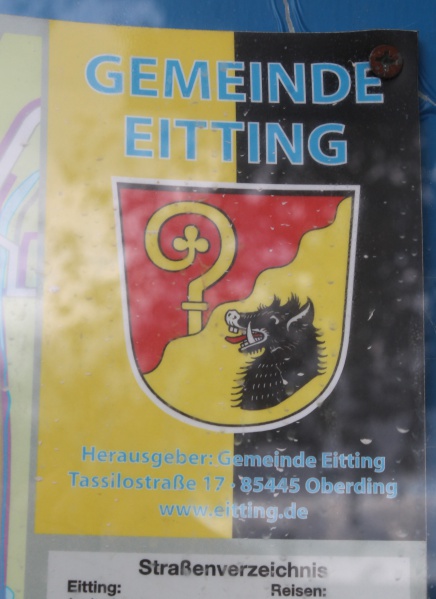 GEMEINDE
EITTING
Herausgeber: Gemeinde Eitting
Tassilostraße 17 · 85445 Oberding
www.eitting.de
Straßenverzeichnis
Eitting: Reisen: